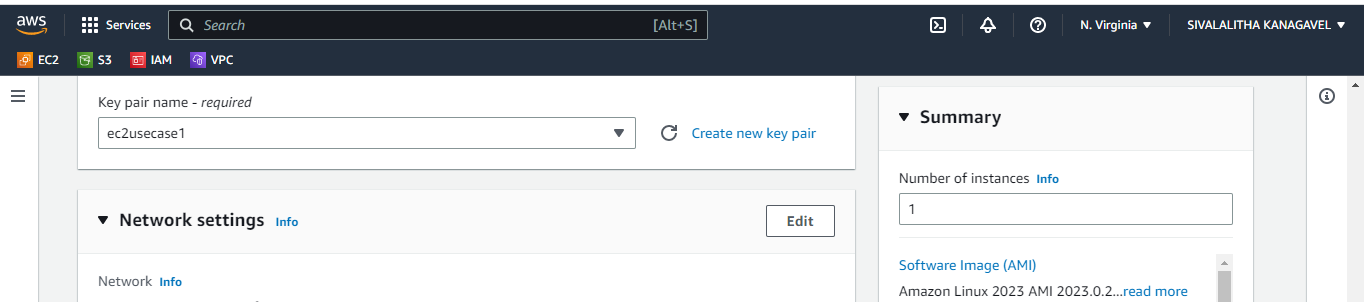 aws Services Search [Alt+S] N. Virginia SIVALALITHA KANAGAVEL
EC2 S3 IAM VPC
Key pair name - required
ec2usecase1
Create new key pair
Network settings Info
Edit
Network Info
Summary
Number of instances Info
1
Software Image (AMI)
Amazon Linux 2023 AMI 2023.0.2...read more